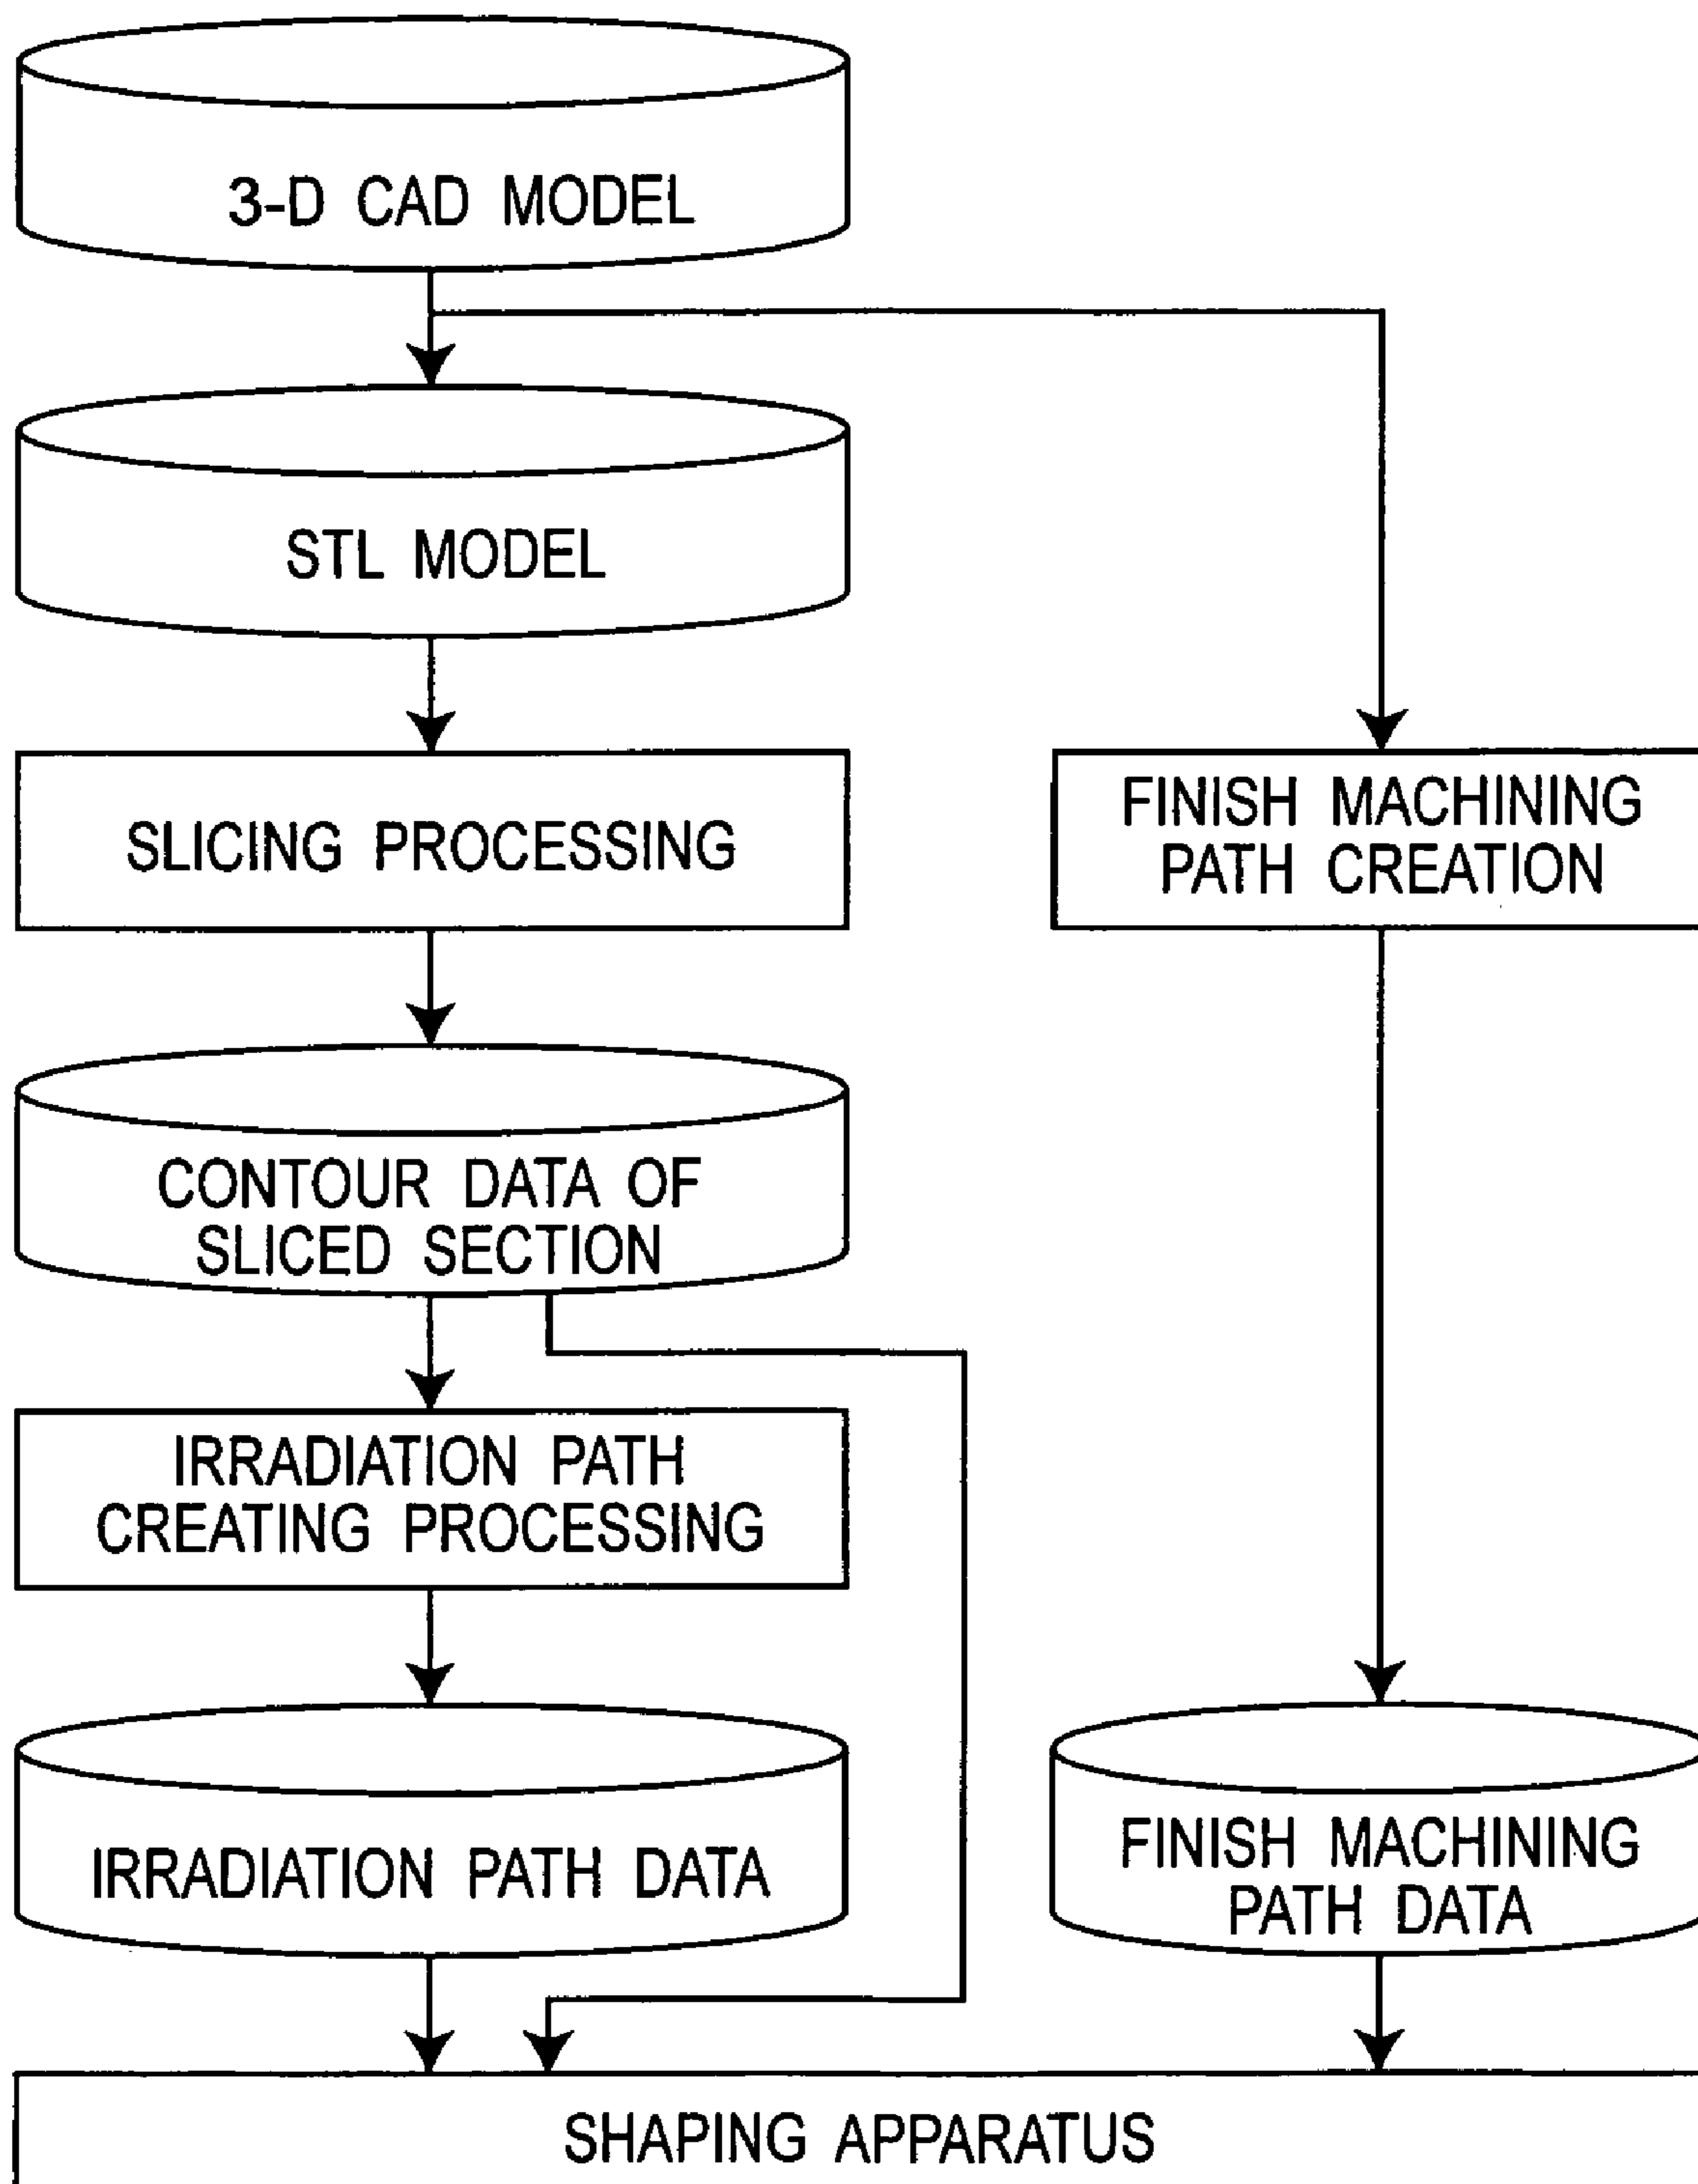 3-D CAD MODEL
STL MODEL
SLICING PROCESSING
FINISH MACHINING
PATH CREATION
CONTOUR DATA OF
SLICED SECTION
IRRADIATION PATH
CREATING PROCESSING
IRRADIATION PATH DATA
FINISH MACHINING
PATH DATA
SHAPING APPARATUS